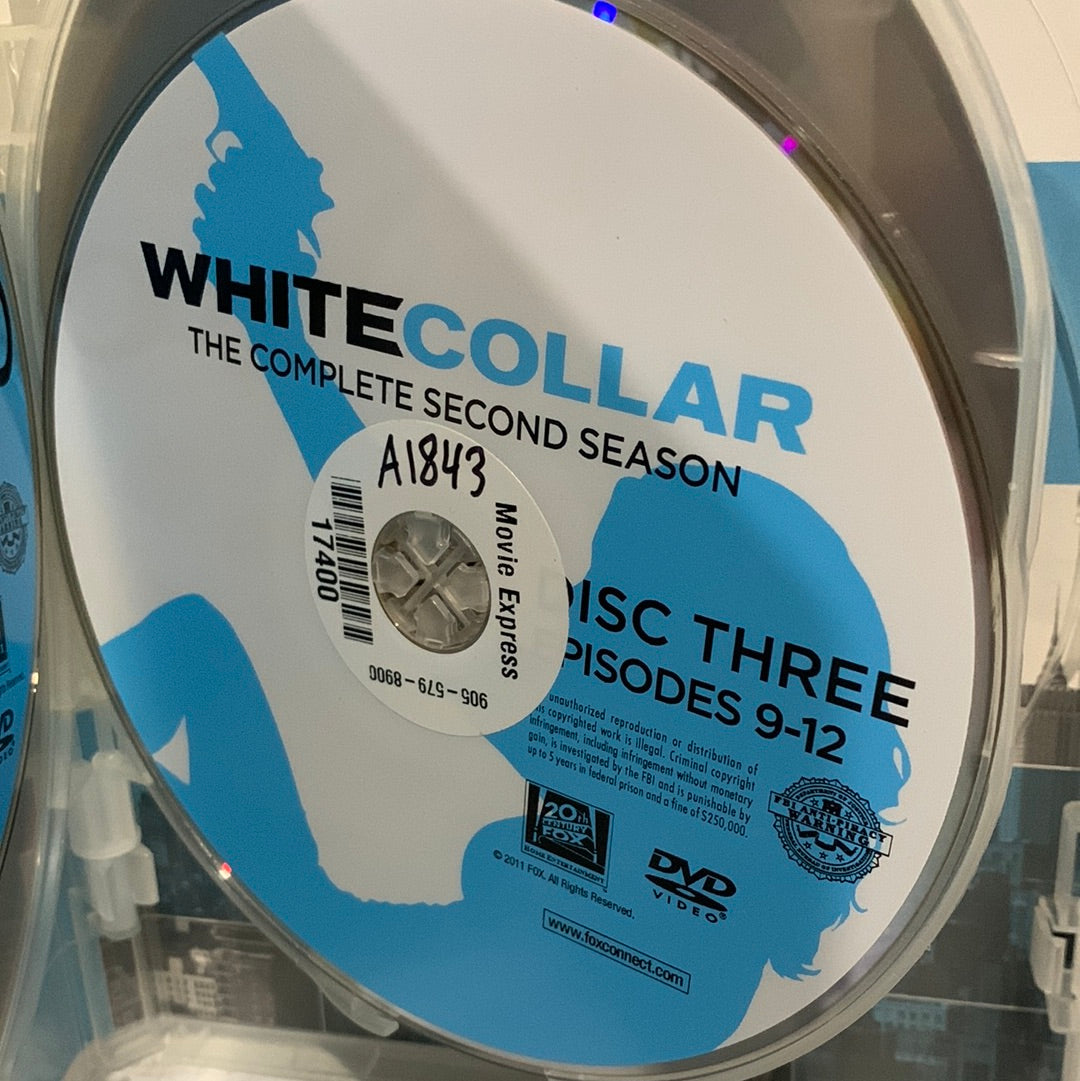 WHITECOLLAR
THE COMPLETE SECOND SEASON
A1843
17400
Movie Express
905-579-8900
DISC THREE
EPISODES 9-12
unauthorized reproduction or distribution of
this copyrighted work is illegal. Criminal copyright
infringement, including infringement without monetary
gain, is investigated by the FBI and is punishable by
up to 5 years in federal prison and a fine of $250,000.
20th
CENTURY
FOX
HOME ENTERTAINMENT
© 2011 FOX. All Rights Reserved.
DVD
VIDEO®
FBI ANTI-PIRACY
WARNING
www.foxconnect.com